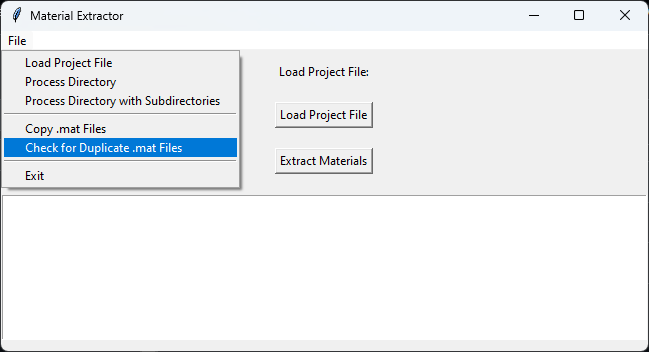 Material Extractor
File
Load Project File
Process Directory
Process Directory with Subdirectories
Copy .mat Files
Check for Duplicate .mat Files
Exit
Load Project File:
Load Project File
Extract Materials